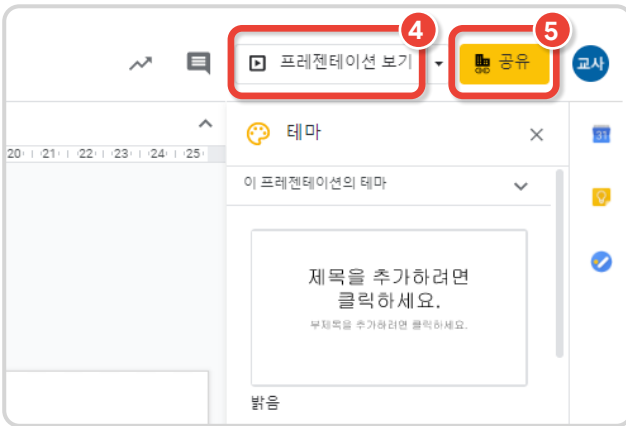 4 5
프레젠테이션 보기 공유 교사
테마
31
20 21 22 23 24 25
이 프레젠테이션의 테마
제목을 추가하려면
클릭하세요.
부제목을 추가하려면 클릭하세요.
밝음